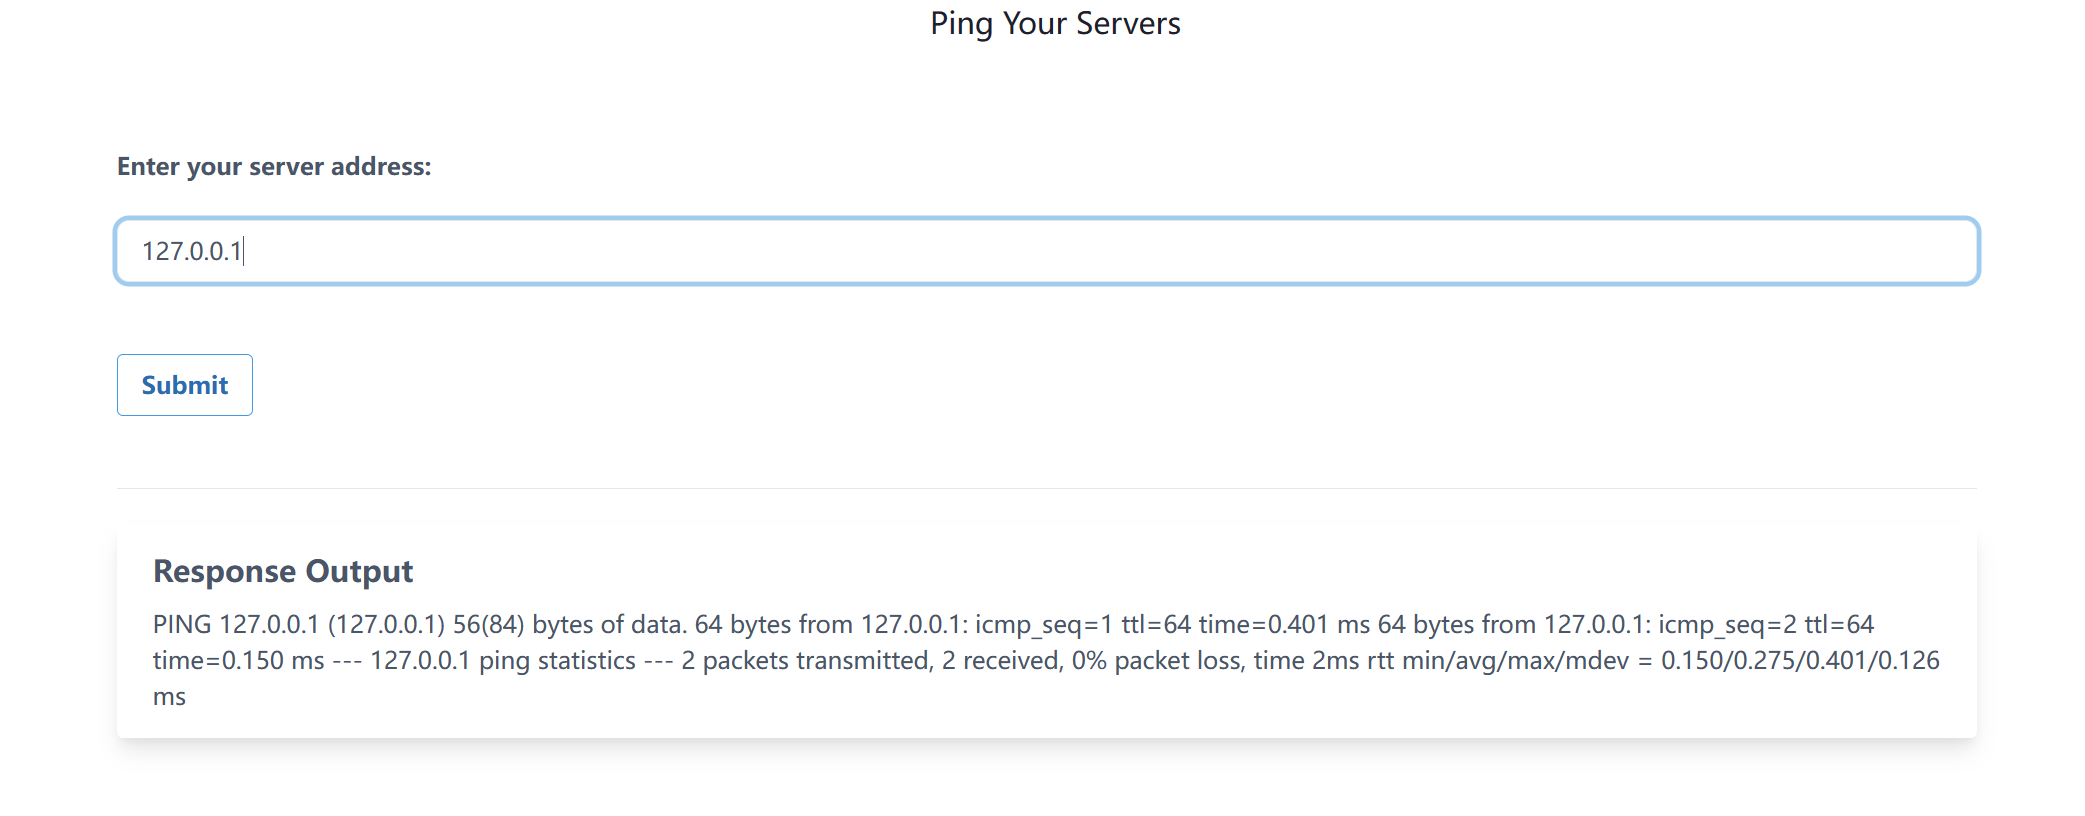 Ping Your Servers
Enter your server address:
127.0.0.1
Submit
Response Output
PING 127.0.0.1 (127.0.0.1) 56(84) bytes of data. 64 bytes from 127.0.0.1: icmp_seq=1 ttl=64 time=0.401 ms 64 bytes from 127.0.0.1: icmp_seq=2 ttl=64
time=0.150 ms --- 127.0.0.1 ping statistics --- 2 packets transmitted, 2 received, 0% packet loss, time 2ms rtt min/avg/max/mdev = 0.150/0.275/0.401/0.126
ms